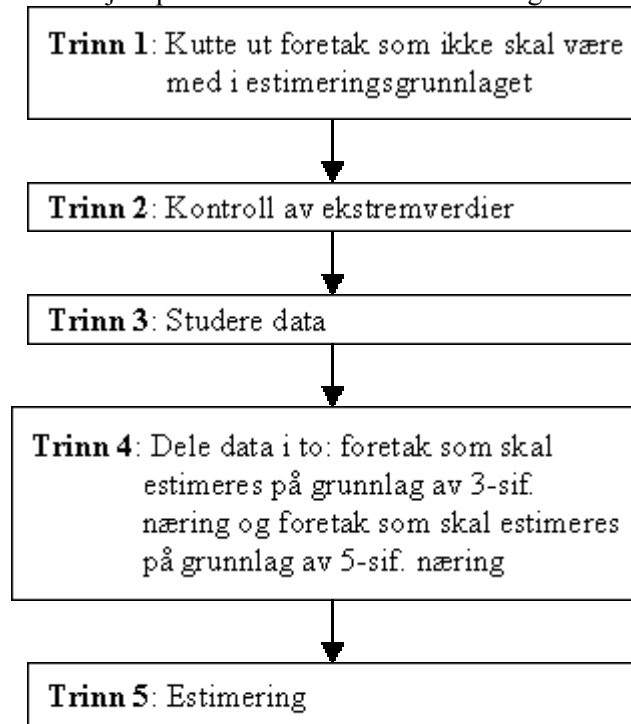 Trinn 1: Kutte ut foretak som ikke skal være
med i estimeringsgrunnlaget
Trinn 2: Kontroll av ekstremverdier
Trinn 3: Studere data
Trinn 4: Dele data i to: foretak som skal
estimeres på grunnlag av 3-sif.
næring og foretak som skal estimeres
på grunnlag av 5-sif. næring
Trinn 5: Estimering